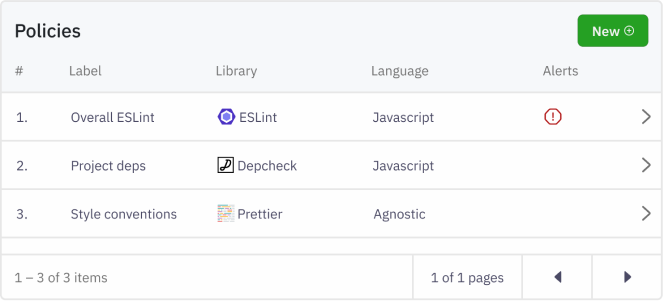 Policies
New
# Label Library Language Alerts
1. Overall ESLint ESLint Javascript
2. Project deps Depcheck Javascript
3. Style conventions Prettier Agnostic
1 – 3 of 3 items 1 of 1 pages